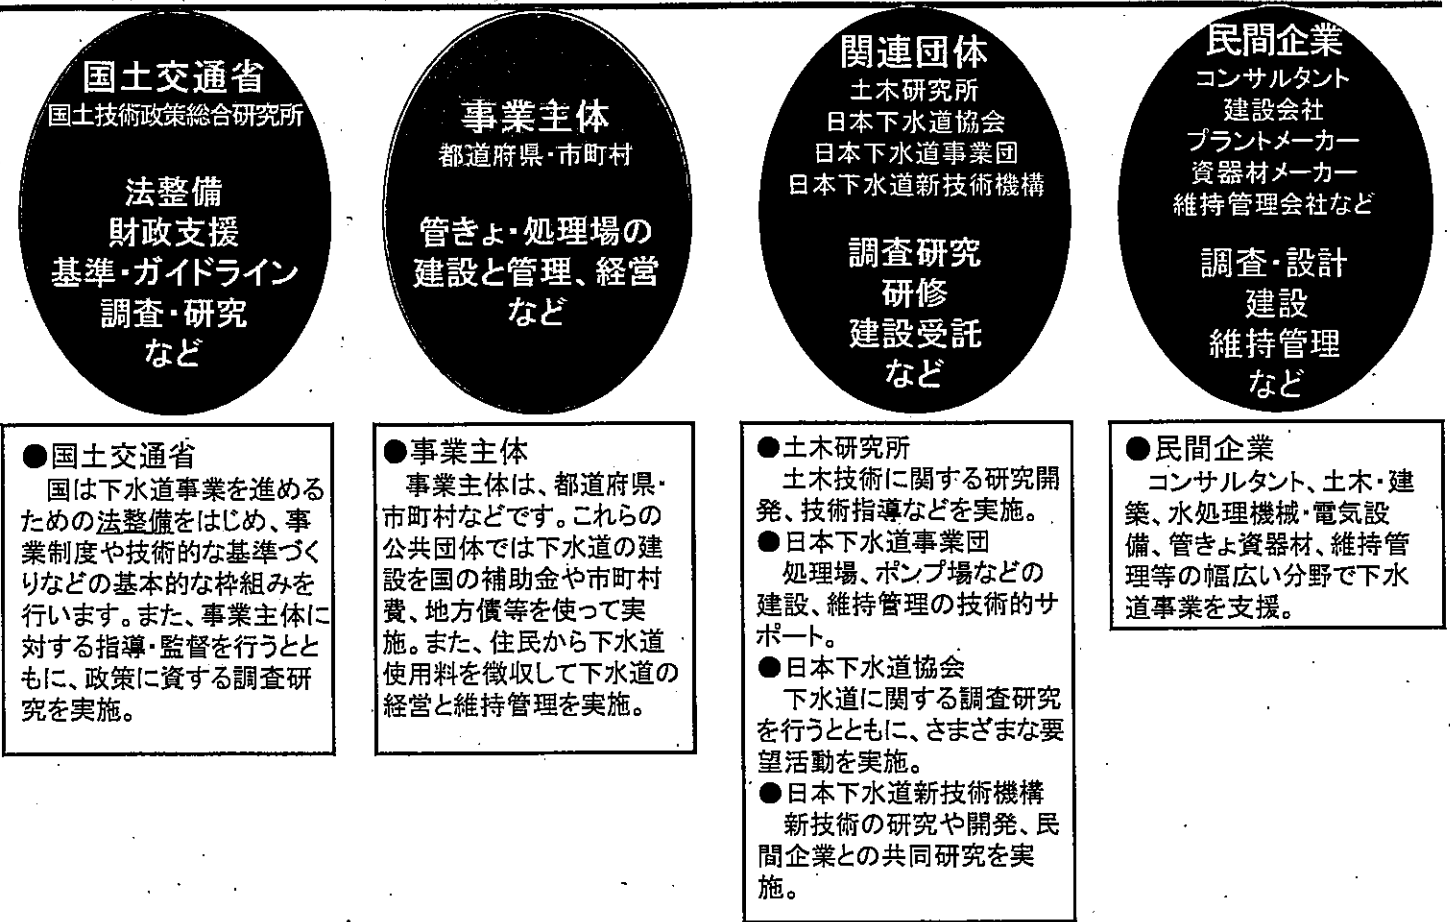 国土交通省
国土技術政策総合研究所
法整備
財政支援
基準・ガイドライン
調査・研究
など
事業主体
都道府県・市町村
管きょ・処理場の
建設と管理、経営
など
関連団体
土木研究所
日本下水道協会
日本下水道事業団
日本下水道新技術機構
調査研究
研修
建設受託
など
民間企業
コンサルタント
建設会社
プラントメーカー
資器材メーカー
維持管理会社など
調査・設計
建設
維持管理
など
●国土交通省
国は下水道事業を進める
ための法整備をはじめ、事
業制度や技術的な基準づく
りなどの基本的な枠組みを
行います。また、事業主体に
対する指導・監督を行うとと
もに、政策に資する調査研
究を実施。
●事業主体
事業主体は、都道府県・
市町村などです。これらの
公共団体では下水道の建
設を国の補助金や市町村
費、地方債等を使って実
施。また、住民から下水道
使用料を徴収して下水道の
経営と維持管理を実施。
●土木研究所
土木技術に関する研究開
発、技術指導などを実施。
●日本下水道事業団
処理場、ポンプ場などの
建設、維持管理の技術的サ
ポート。
●日本下水道協会
下水道に関する調査研究
を行うとともに、さまざまな要
望活動を実施。
●日本下水道新技術機構
新技術の研究や開発、民
間企業との共同研究を実
施。
●民間企業
コンサルタント、土木・建
築、水処理機械・電気設
備、管きょ資器材、維持管
理等の幅広い分野で下水
道事業を支援。